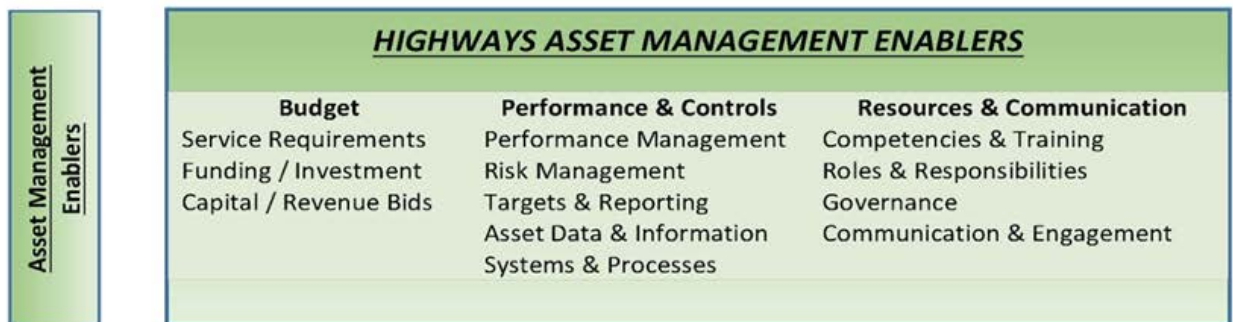 Asset Management
Enablers
HIGHWAYS ASSET MANAGEMENT ENABLERS
Budget
Service Requirements
Funding / Investment
Capital / Revenue Bids
Performance & Controls
Performance Management
Risk Management
Targets & Reporting
Asset Data & Information
Systems & Processes
Resources & Communication
Competencies & Training
Roles & Responsibilities
Governance
Communication & Engagement